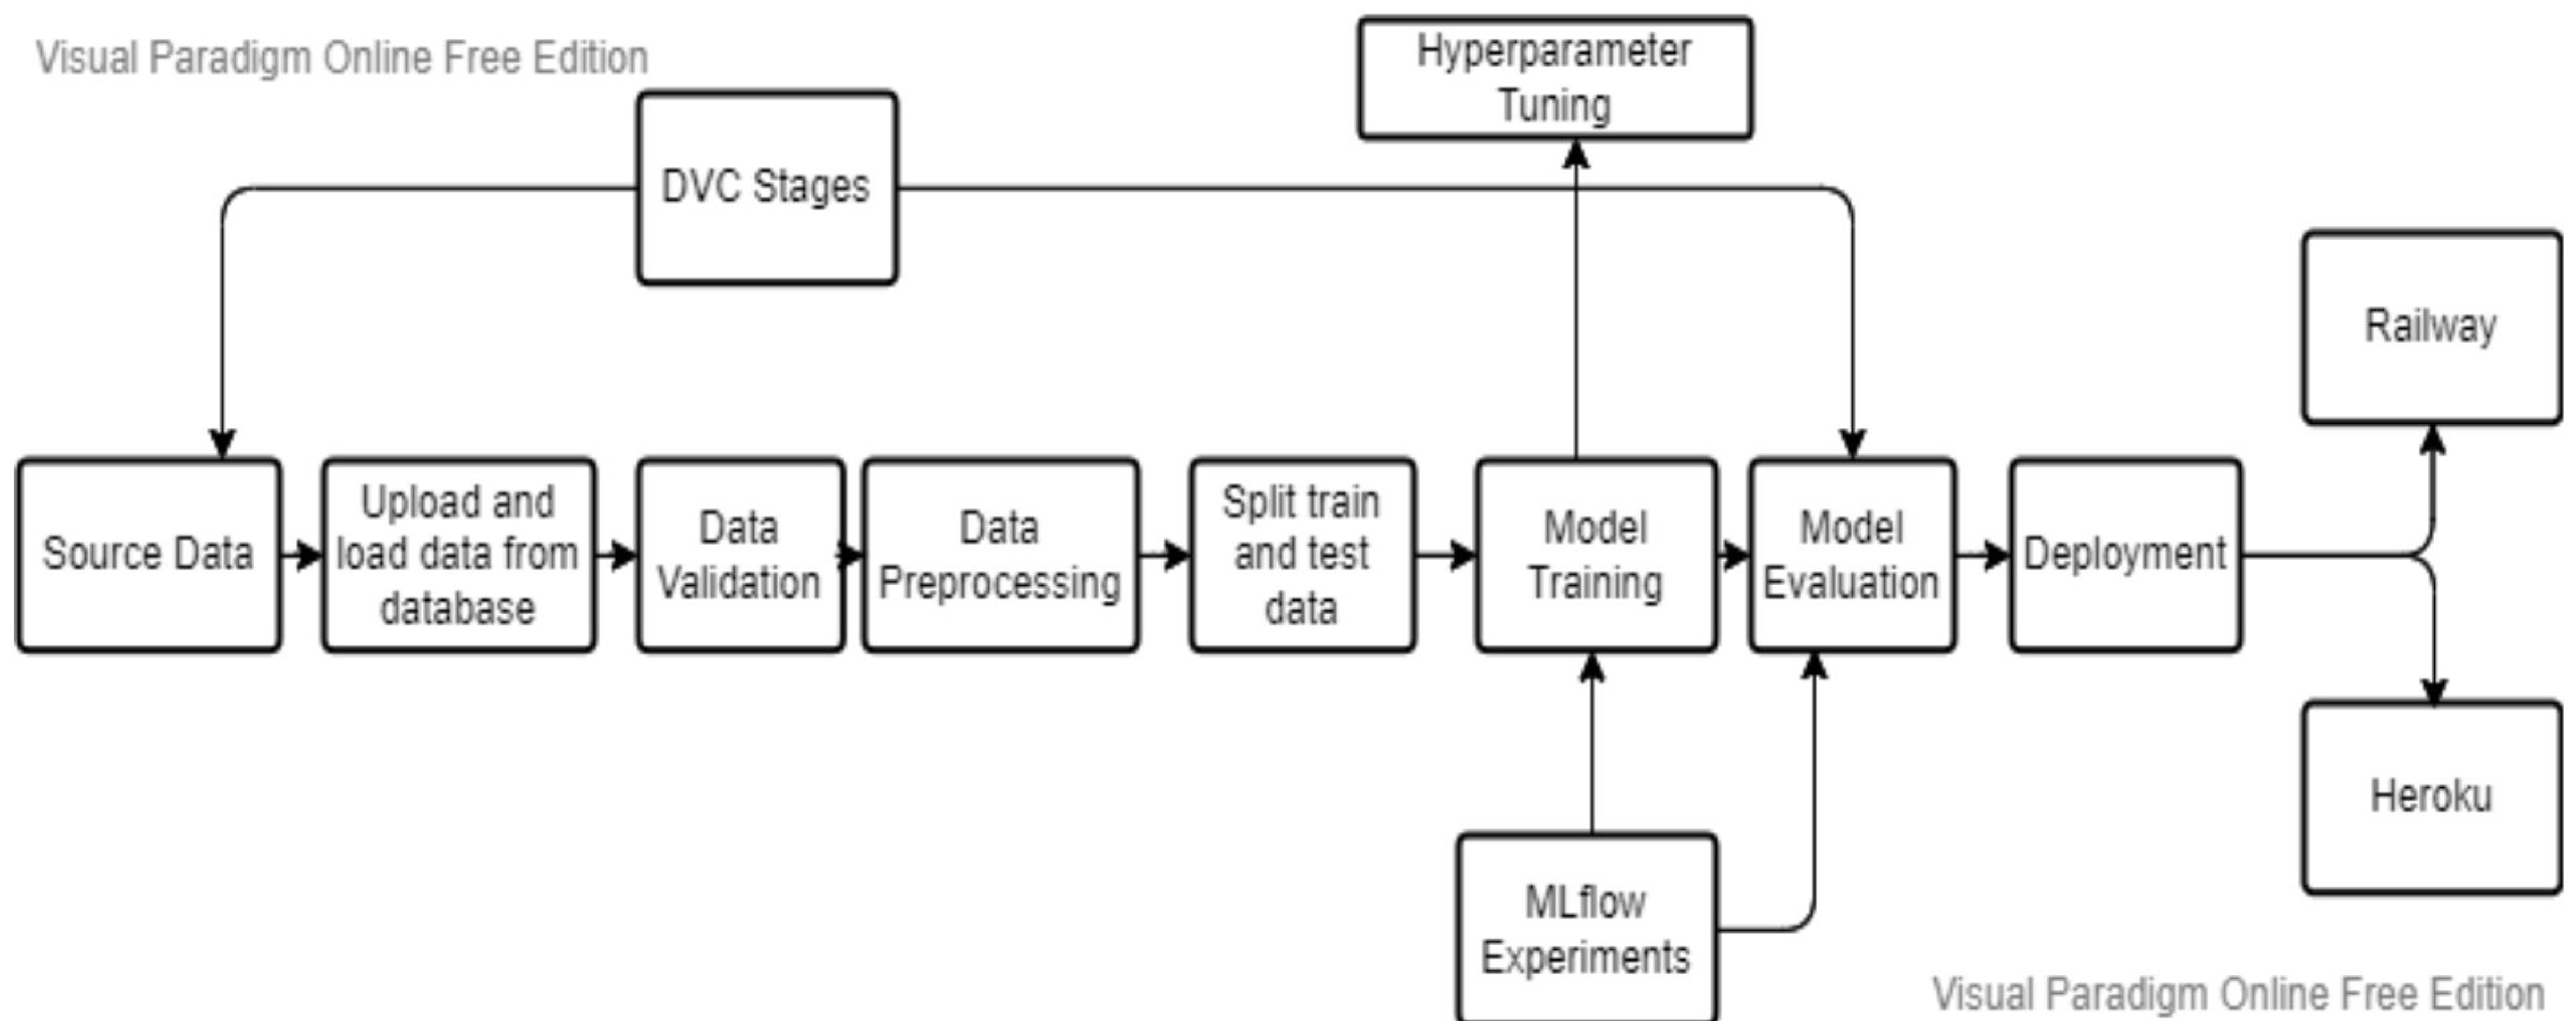 Visual Paradigm Online Free Edition
Hyperparameter
Tuning
DVC Stages
Railway
Source Data
Upload and
load data from
database
Data
Validation
Data
Preprocessing
Split train
and test
data
Model
Training
Model
Evaluation
Deployment
Heroku
MLflow
Experiments
Visual Paradigm Online Free Edition